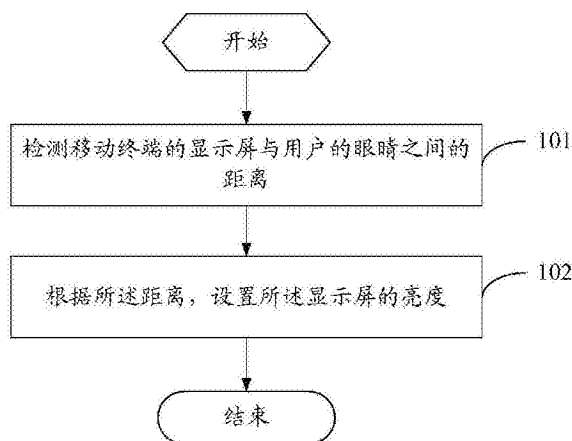 开始
检测移动终端的显示屏与用户的眼睛之间的
距离
101
根据所述距离，设置所述显示屏的亮度
102
结束